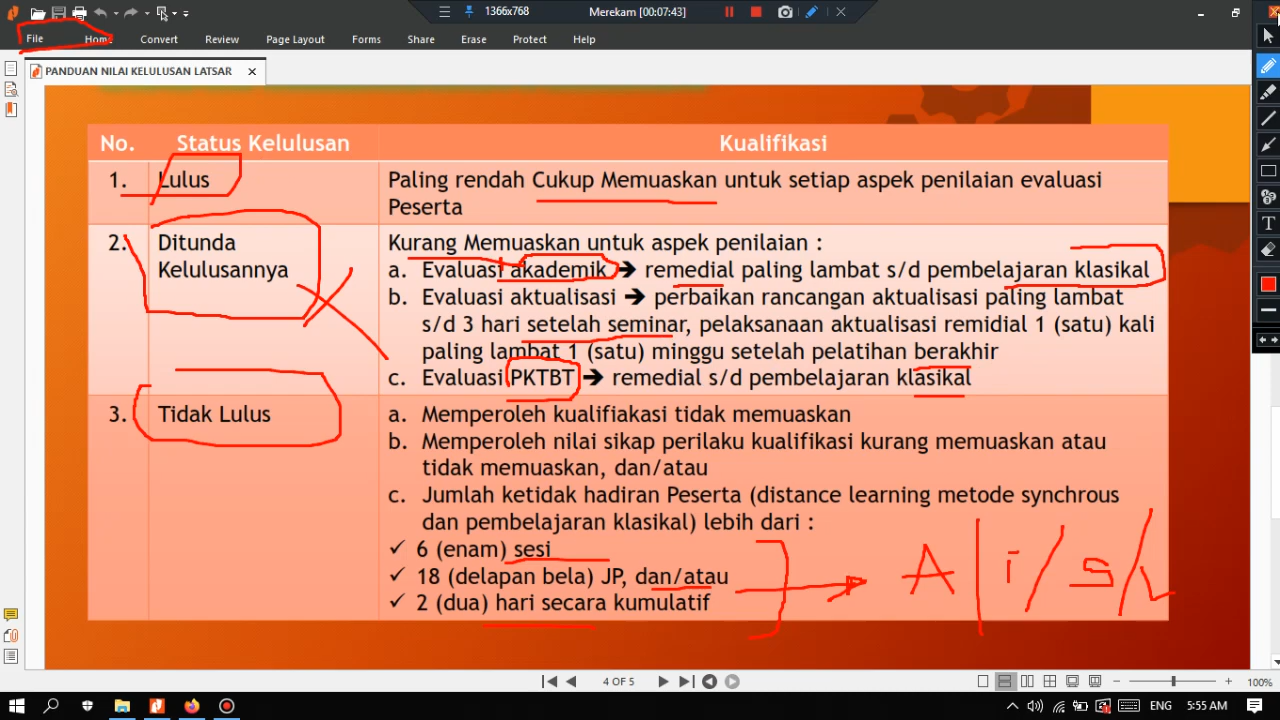 1366x768
Merekam [00:07:43]
File Home Convert Review Page Layout Forms Share Erase Protect Help
PANDUAN NILAI KELULUSAN LATSAR
No. Status Kelulusan Kualifikasi
1. Lulus
Paling rendah Cukup Memuaskan untuk setiap aspek penilaian evaluasi
Peserta
2. Ditunda
Kelulusannya
Kurang Memuaskan untuk aspek penilaian :
a. Evaluasi akademik ➔ remedial paling lambat s/d pembelajaran klasikal
b. Evaluasi aktualisasi ➔ perbaikan rancangan aktualisasi paling lambat
s/d 3 hari setelah seminar, pelaksanaan aktualisasi remidial 1 (satu) kali
paling lambat 1 (satu) minggu setelah pelatihan berakhir
c. Evaluasi PKTBT ➔ remedial s/d pembelajaran klasikal
3. Tidak Lulus
a. Memperoleh kualifiakasi tidak memuaskan
b. Memperoleh nilai sikap perilaku kualifikasi kurang memuaskan atau
tidak memuaskan, dan/atau
c. Jumlah ketidak hadiran Peserta (distance learning metode synchrous
dan pembelajaran klasikal) lebih dari :
✓ 6 (enam) sesi
✓ 18 (delapan bela) JP, dan/atau
✓ 2 (dua) hari secara kumulatif
A / i / S / L
4 OF 5
100%
ENG 5:55 AM